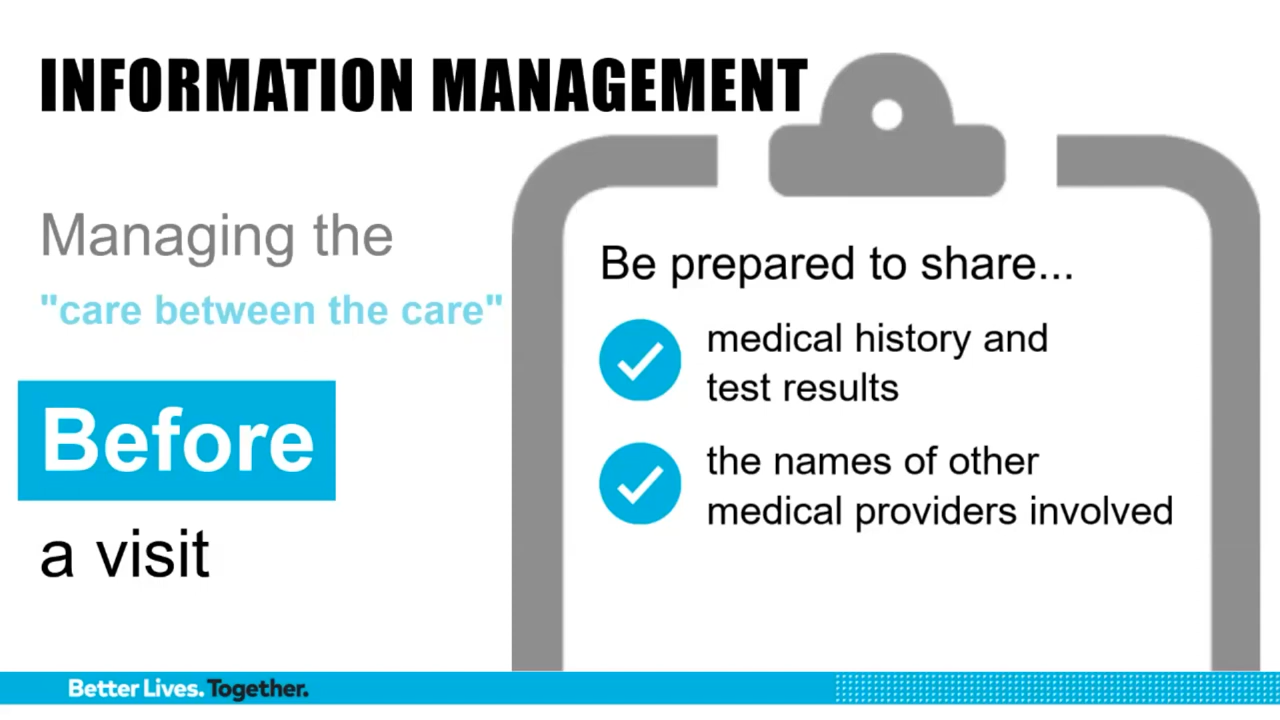 INFORMATION MANAGEMENT
Managing the
"care between the care"
Before
a visit
Be prepared to share...
medical history and
test results
the names of other
medical providers involved
Better Lives. Together.